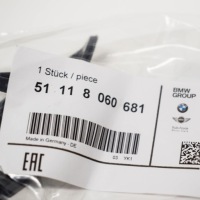 1 Stück / piece
51 11 8 060 681
BMW
GROUP
Made in Germany - DE
EAC